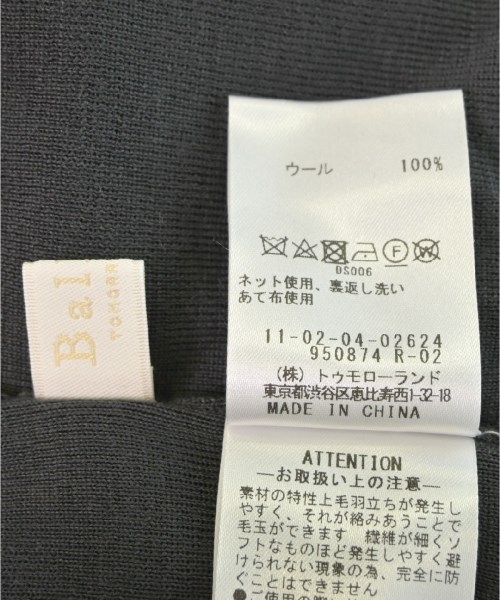 Bal
TOMORR
ウール 100%
DS006
ネット使用、裏返し洗い
あて布使用
11-02-04-02624
950874 R-02
(株)トゥモローランド
東京都渋谷区恵比寿西1-32-18
MADE IN CHINA
ATTENTION
―お取扱い上の注意―
素材の特性上毛羽立ちが発生し
やすく、それが絡みあうことで
毛玉ができます 繊維が細くソ
フトなものほど発生しやすく避
けられない現象の為、完全に防
ぐことはできません
●ご使用の際に